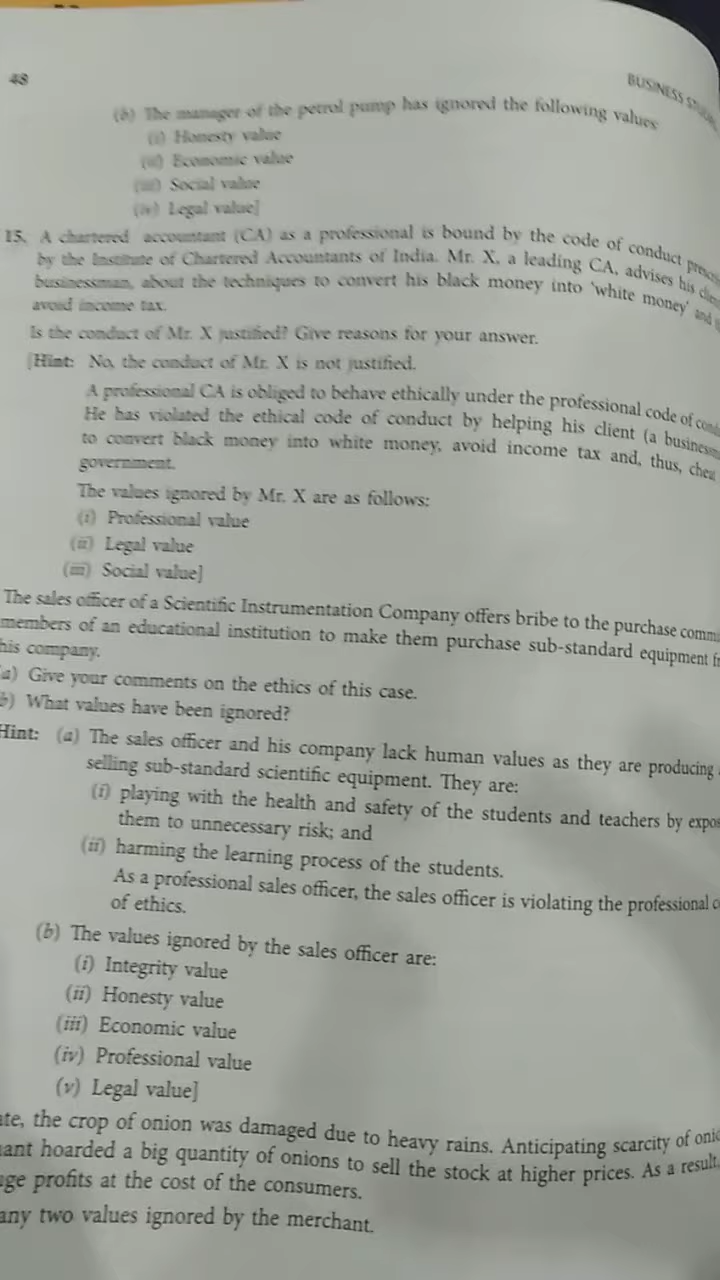 48
BUSINESS
(b) The manager of the petrol pump has ignored the following values
(i) Honesty value
(ii) Economic value
(iii) Social value
(iv) Legal value]
15. A chartered accountant (CA) as a professional is bound by the code of conduct
by the Institute of Chartered Accountants of India. Mr. X, a leading CA, advises his
businessman, about the techniques to convert his black money into 'white money' and
avoid income tax.
Is the conduct of Mr. X justified? Give reasons for your answer.
[Hint: No, the conduct of Mr. X is not justified.
A professional CA is obliged to behave ethically under the professional code of
He has violated the ethical code of conduct by helping his client (a
to convert black money into white money, avoid income tax and, thus,
government.
The values ignored by Mr. X are as follows:
(i) Professional value
(ii) Legal value
(iii) Social value]
The sales officer of a Scientific Instrumentation Company offers bribe to the purchase
members of an educational institution to make them purchase sub-standard equipment
his company.
a) Give your comments on the ethics of this case.
b) What values have been ignored?
Hint: (a) The sales officer and his company lack human values as they are producing
selling sub-standard scientific equipment. They are:
(i) playing with the health and safety of the students and teachers by
them to unnecessary risk; and
(ii) harming the learning process of the students.
As a professional sales officer, the sales officer is violating the professional
of ethics.
(b) The values ignored by the sales officer are:
(i) Integrity value
(ii) Honesty value
(iii) Economic value
(iv) Professional value
(v) Legal value]
the crop of onion was damaged due to heavy rains. Anticipating scarcity of
hoarded a big quantity of onions to sell the stock at higher prices. As a result
profits at the cost of the consumers.
any two values ignored by the merchant.